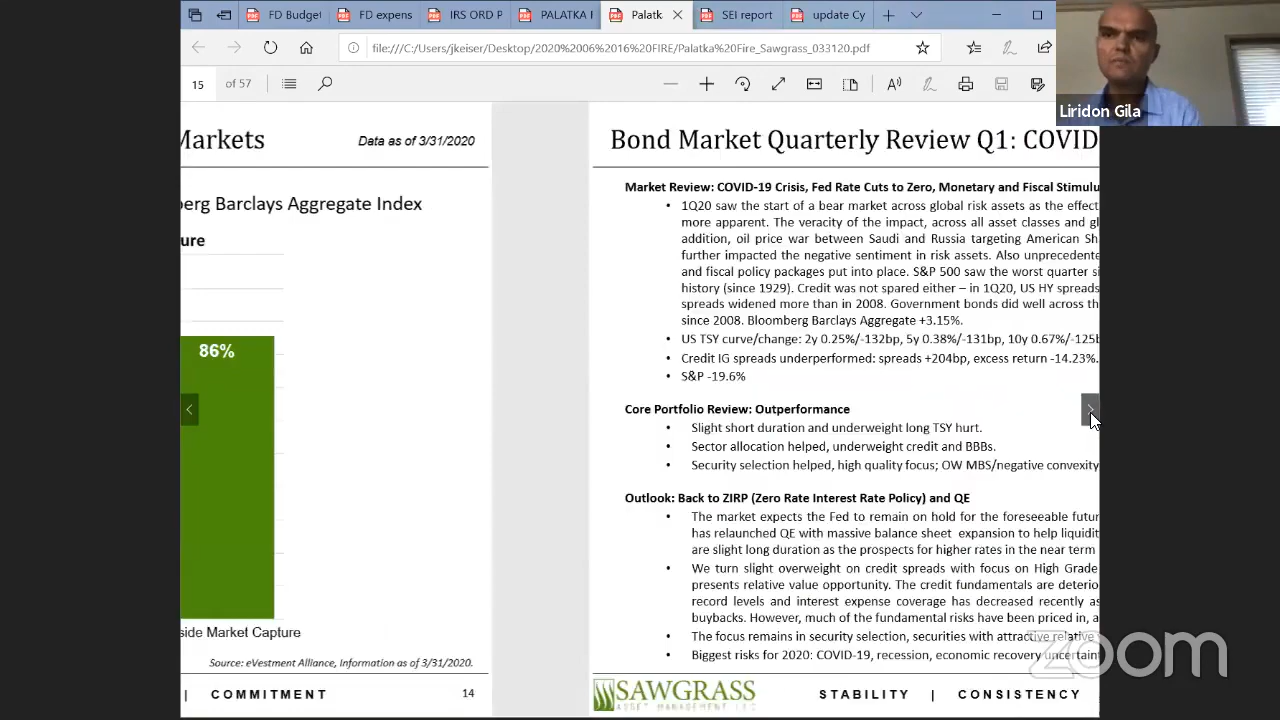 FD Budget
FD expens
IRS ORD P
PALATKA I
Palatk
SEI report
update Cy
file:///C:/Users/jkeiser/Desktop/2020%2006%2016%20FIRE/Palatka%20Fire_Sawgrass_033120.pdf
15 of 57
Liridon Gila
Markets
Data as of 3/31/2020
erg Barclays Aggregate Index
ure
86%
side Market Capture
Source: eVestment Alliance, Information as of 3/31/2020.
| COMMITMENT
14
Bond Market Quarterly Review Q1: COVID
Market Review: COVID-19 Crisis, Fed Rate Cuts to Zero, Monetary and Fiscal Stimulu
• 1Q20 saw the start of a bear market across global risk assets as the effect
more apparent. The veracity of the impact, across all asset classes and gl
addition, oil price war between Saudi and Russia targeting American Sh
further impacted the negative sentiment in risk assets. Also unprecedente
and fiscal policy packages put into place. S&P 500 saw the worst quarter si
history (since 1929). Credit was not spared either – in 1Q20, US HY spreads
spreads widened more than in 2008. Government bonds did well across th
since 2008. Bloomberg Barclays Aggregate +3.15%.
• US TSY curve/change: 2y 0.25%/-132bp, 5y 0.38%/-131bp, 10y 0.67%/-125b
• Credit IG spreads underperformed: spreads +204bp, excess return -14.23%.
• S&P -19.6%
Core Portfolio Review: Outperformance
• Slight short duration and underweight long TSY hurt.
• Sector allocation helped, underweight credit and BBBs.
• Security selection helped, high quality focus; OW MBS/negative convexity
Outlook: Back to ZIRP (Zero Rate Interest Rate Policy) and QE
• The market expects the Fed to remain on hold for the foreseeable futur
has relaunched QE with massive balance sheet expansion to help liquidit
are slight long duration as the prospects for higher rates in the near term
• We turn slight overweight on credit spreads with focus on High Grade
presents relative value opportunity. The credit fundamentals are deterio
record levels and interest expense coverage has decreased recently as
buybacks. However, much of the fundamental risks have been priced in, a
• The focus remains in security selection, securities with attractive relative
• Biggest risks for 2020: COVID-19, recession, economic recovery uncertain
zoom
SAWGRASS
ASSET MANAGEMENT LLC
STABILITY | CONSISTENCY